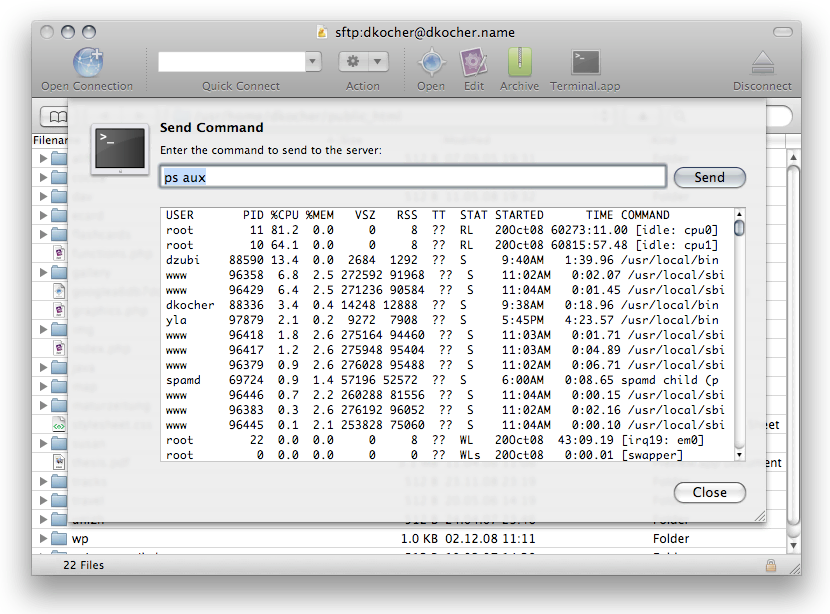 sftp:dkocher@dkocher.name
Open Connection
Quick Connect
Action
Open
Edit
Archive
Terminal.app
Disconnect
Send Command
Enter the command to send to the server:
ps aux
Send
USER PID %CPU %MEM VSZ RSS TT STAT STARTED TIME COMMAND
root 11 81.2 0.0 0 8 ?? RL 20Oct08 60273:11.00 [idle: cpu0]
root 10 64.1 0.0 0 8 ?? RL 20Oct08 60815:57.48 [idle: cpu1]
dzubi 88590 13.4 0.0 2684 1292 ?? S 9:40AM 1:39.96 /usr/local/bin
www 96358 6.8 2.5 272592 91968 ?? S 11:02AM 0:02.07 /usr/local/sbi
www 96429 6.4 2.5 271236 90584 ?? S 11:04AM 0:01.45 /usr/local/sbi
dkocher 88336 3.4 0.4 14248 12888 ?? S 9:38AM 0:18.96 /usr/local/bin
yla 97879 2.1 0.2 9272 7908 ?? S 5:45PM 4:23.57 /usr/local/bin
www 96418 1.8 2.6 275164 94460 ?? S 11:03AM 0:01.71 /usr/local/sbi
www 96417 1.2 2.6 275948 95404 ?? S 11:03AM 0:04.89 /usr/local/sbi
www 96379 0.9 2.6 276028 95488 ?? S 11:02AM 0:06.71 /usr/local/sbi
spamd 69724 0.9 1.4 57196 52572 ?? S 6:00AM 0:08.65 spamd child (p
www 96446 0.7 2.2 260288 81556 ?? S 11:04AM 0:00.15 /usr/local/sbi
www 96383 0.3 2.6 276192 96052 ?? S 11:02AM 0:02.16 /usr/local/sbi
www 96445 0.1 2.1 253828 75060 ?? S 11:04AM 0:00.10 /usr/local/sbi
root 22 0.0 0.0 0 8 ?? WL 20Oct08 43:09.19 [irq19: em0]
root 0 0.0 0.0 0 0 ?? WLs 20Oct08 0:00.01 [swapper]
Close
wp 1.0 KB 02.12.08 11:11 Folder
22 Files